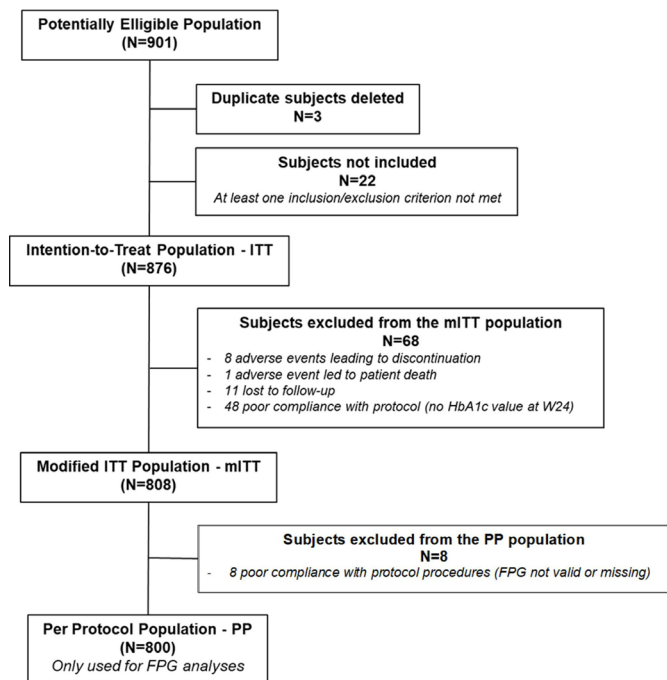 Potentially Elligible Population
(N=901)
Duplicate subjects deleted
N=3
Subjects not included
N=22
At least one inclusion/exclusion criterion not met
Intention-to-Treat Population - ITT
(N=876)
Subjects excluded from the mITT population
N=68
- 8 adverse events leading to discontinuation
- 1 adverse event led to patient death
- 11 lost to follow-up
- 48 poor compliance with protocol (no HbA1c value at W24)
Modified ITT Population - mITT
(N=808)
Subjects excluded from the PP population
N=8
- 8 poor compliance with protocol procedures (FPG not valid or missing)
Per Protocol Population - PP
(N=800)
Only used for FPG analyses